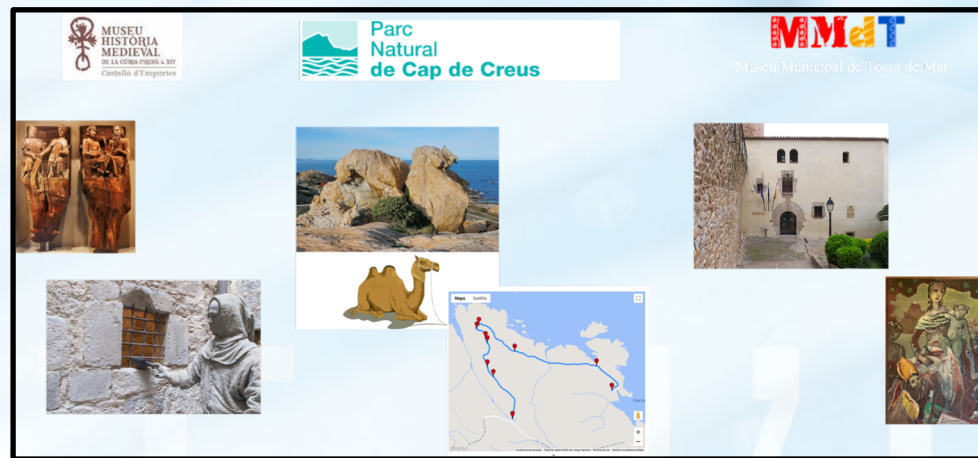 MUSEU
HISTÒRIA
MEDIEVAL
DE LA CÚRIA-PRESÓ. s. XIV
Castelló d'Empúries
Parc
Natural
de Cap de Creus
MMdT
Museu Municipal de Tossa de Mar
Mapa Satèl·lit